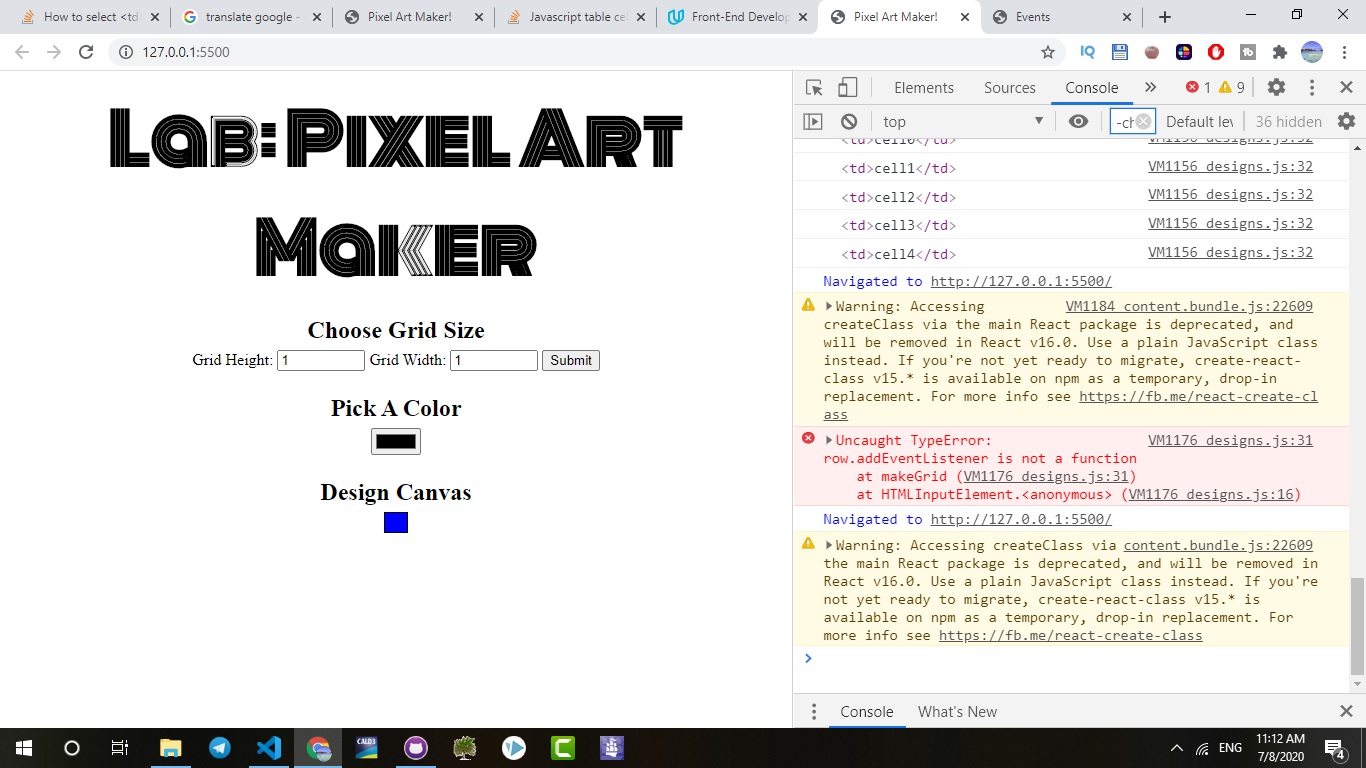 How to select <td
translate google -
Pixel Art Maker!
Javascript table cel
Front-End Develop
Pixel Art Maker!
Events
127.0.0.1:5500
Lab: Pixel Art
Maker
Choose Grid Size
Grid Height: 1 Grid Width: 1 Submit
Pick A Color
Design Canvas
Elements Sources Console » 1 9
top -ch Default lev 36 hidden
<td>cell0</td> VM1156 designs.js:32
<td>cell1</td> VM1156 designs.js:32
<td>cell2</td> VM1156 designs.js:32
<td>cell3</td> VM1156 designs.js:32
<td>cell4</td> VM1156 designs.js:32
Navigated to http://127.0.0.1:5500/
Warning: Accessing VM1184 content.bundle.js:22609
createClass via the main React package is deprecated, and
will be removed in React v16.0. Use a plain JavaScript class
instead. If you're not yet ready to migrate, create-react-
class v15.* is available on npm as a temporary, drop-in
replacement. For more info see https://fb.me/react-create-cl
ass
Uncaught TypeError: VM1176 designs.js:31
row.addEventListener is not a function
at makeGrid (VM1176 designs.js:31)
at HTMLInputElement.<anonymous> (VM1176 designs.js:16)
Navigated to http://127.0.0.1:5500/
Warning: Accessing createClass via content.bundle.js:22609
the main React package is deprecated, and will be removed in
React v16.0. Use a plain JavaScript class instead. If you're
not yet ready to migrate, create-react-class v15.* is
available on npm as a temporary, drop-in replacement. For
more info see https://fb.me/react-create-class
Console What's New
CALD3
ENG
11:12 AM
7/8/2020
4